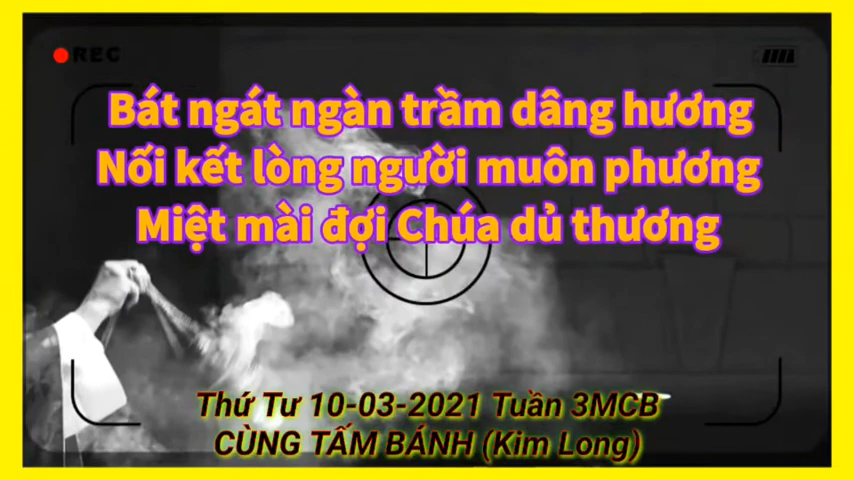 REC
Bát ngát ngàn trầm dâng hương
Nối kết lòng người muôn phương
Miệt mài đợi Chúa dủ thương
Thứ Tư 10-03-2021 Tuần 3MCB
CÙNG TẤM BÁNH (Kim Long)